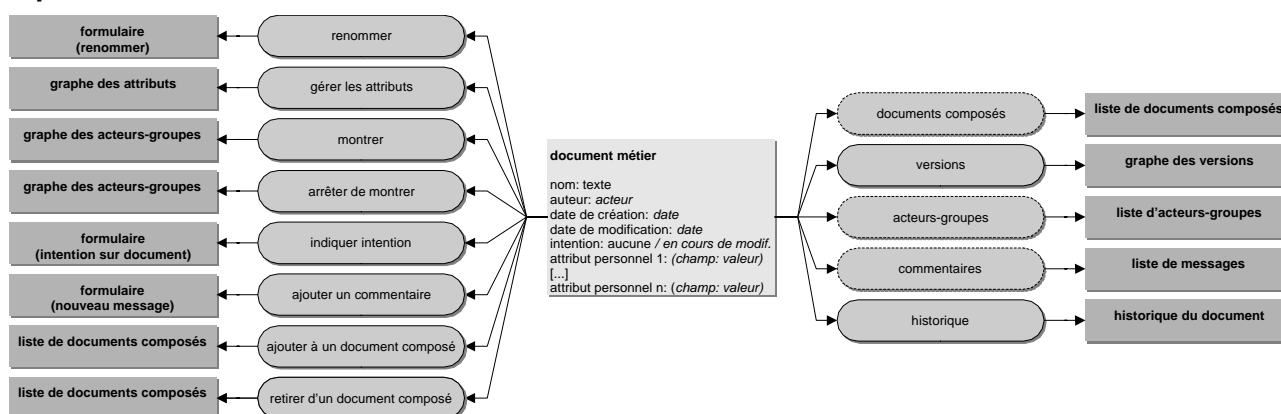 formulaire
(renommer)
renommer
graphe des attributs
gérer les attributs
graphe des acteurs-groupes
montrer
graphe des acteurs-groupes
arrêter de montrer
formulaire
(intention sur document)
indiquer intention
formulaire
(nouveau message)
ajouter un commentaire
liste de documents composés
ajouter à un document composé
liste de documents composés
retirer d'un document composé
document métier
nom: texte
auteur: acteur
date de création: date
date de modification: date
intention: aucune / en cours de modif.
attribut personnel 1: (champ: valeur)
[...]
attribut personnel n: (champ: valeur)
documents composés
liste de documents composés
versions
graphe des versions
acteurs-groupes
liste d'acteurs-groupes
commentaires
liste de messages
historique
historique du document